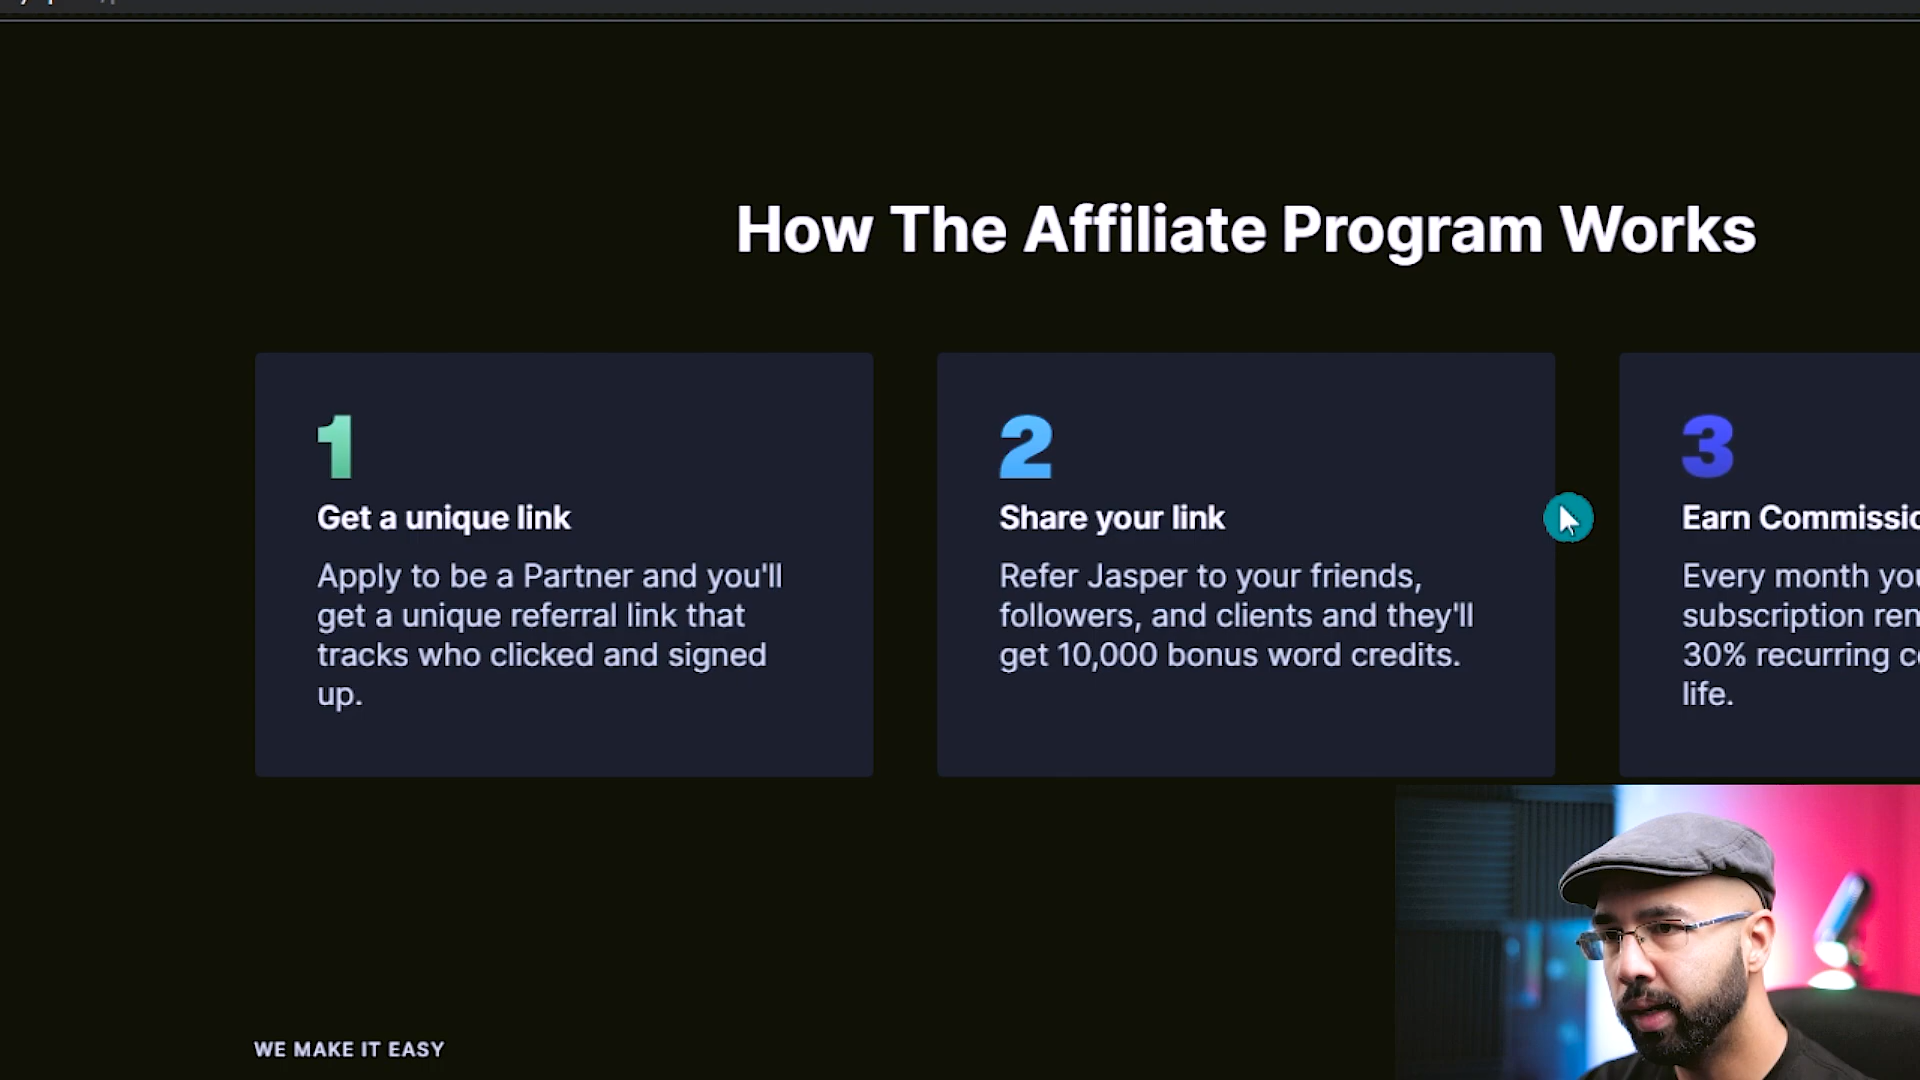 How The Affiliate Program Works
1
Get a unique link
Apply to be a Partner and you'll
get a unique referral link that
tracks who clicked and signed
up.
2
Share your link
Refer Jasper to your friends,
followers, and clients and they'll
get 10,000 bonus word credits.
3
Earn
Every month
subscription
30% recurring
life.
WE MAKE IT EASY